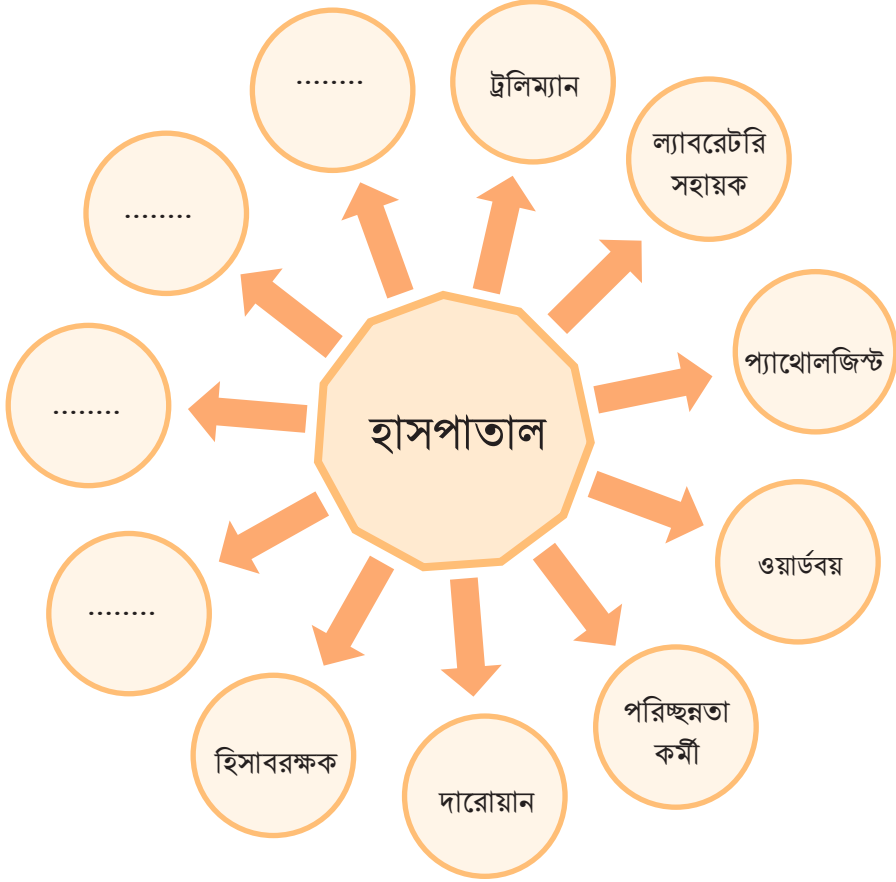 ........
ট্রলিম্যান
ল্যাবরেটরি
সহায়ক
........
প্যাথোলজিস্ট
........
হাসপাতাল
ওয়ার্ডবয়
........
পরিচ্ছন্নতা
কর্মী
হিসাবরক্ষক
দারোয়ান